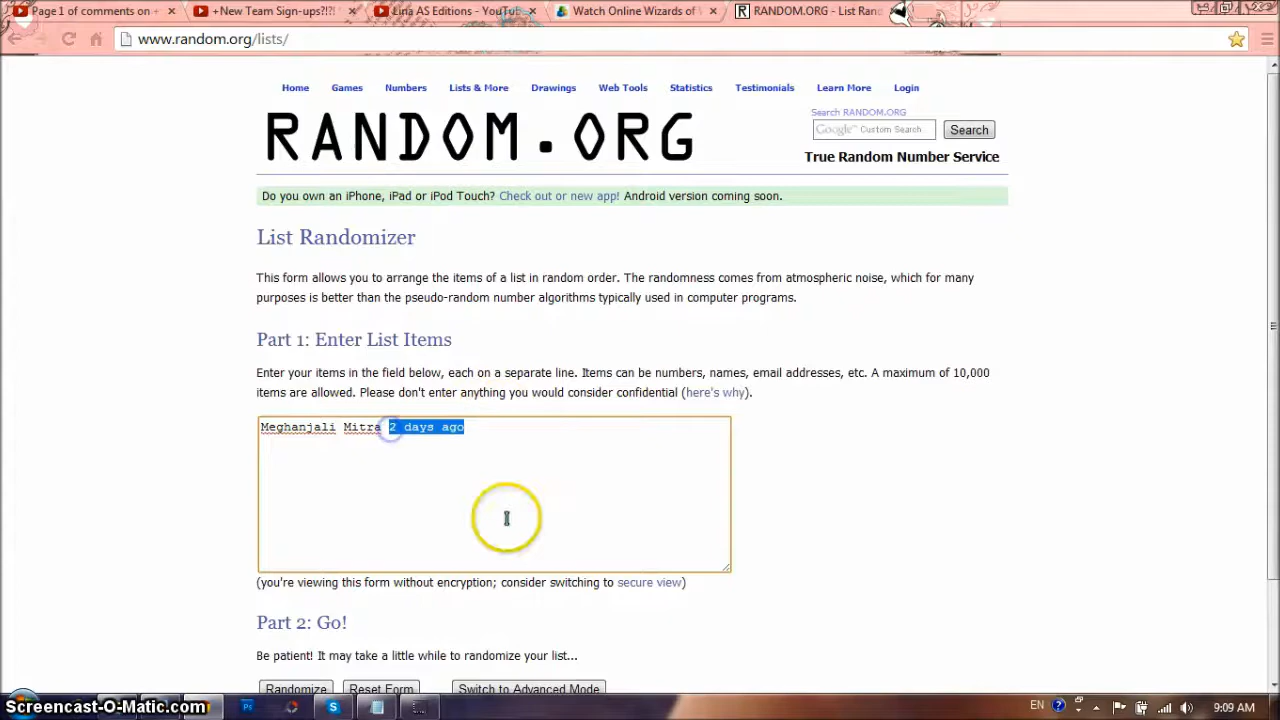 Page 1 of comments on
+New Team Sign-ups?!!
Lina AS Editions - YouTub
Watch Online Wizards of
RANDOM.ORG - List Ran
www.random.org/lists/
Home Games Numbers Lists & More Drawings Web Tools Statistics Testimonials Learn More Login
RANDOM.ORG
Search RANDOM.ORG
Google Custom Search
Search
True Random Number Service
Do you own an iPhone, iPad or iPod Touch? Check out or new app! Android version coming soon.
List Randomizer
This form allows you to arrange the items of a list in random order. The randomness comes from atmospheric noise, which for many
purposes is better than the pseudo-random number algorithms typically used in computer programs.
Part 1: Enter List Items
Enter your items in the field below, each on a separate line. Items can be numbers, names, email addresses, etc. A maximum of 10,000
items are allowed. Please don't enter anything you would consider confidential (here's why).
Meghanjali Mitra 2 days ago
(you're viewing this form without encryption; consider switching to secure view)
Part 2: Go!
Be patient! It may take a little while to randomize your list...
Randomize Reset Form Switch to Advanced Mode
Screencast-O-Matic.com
EN 9:09 AM